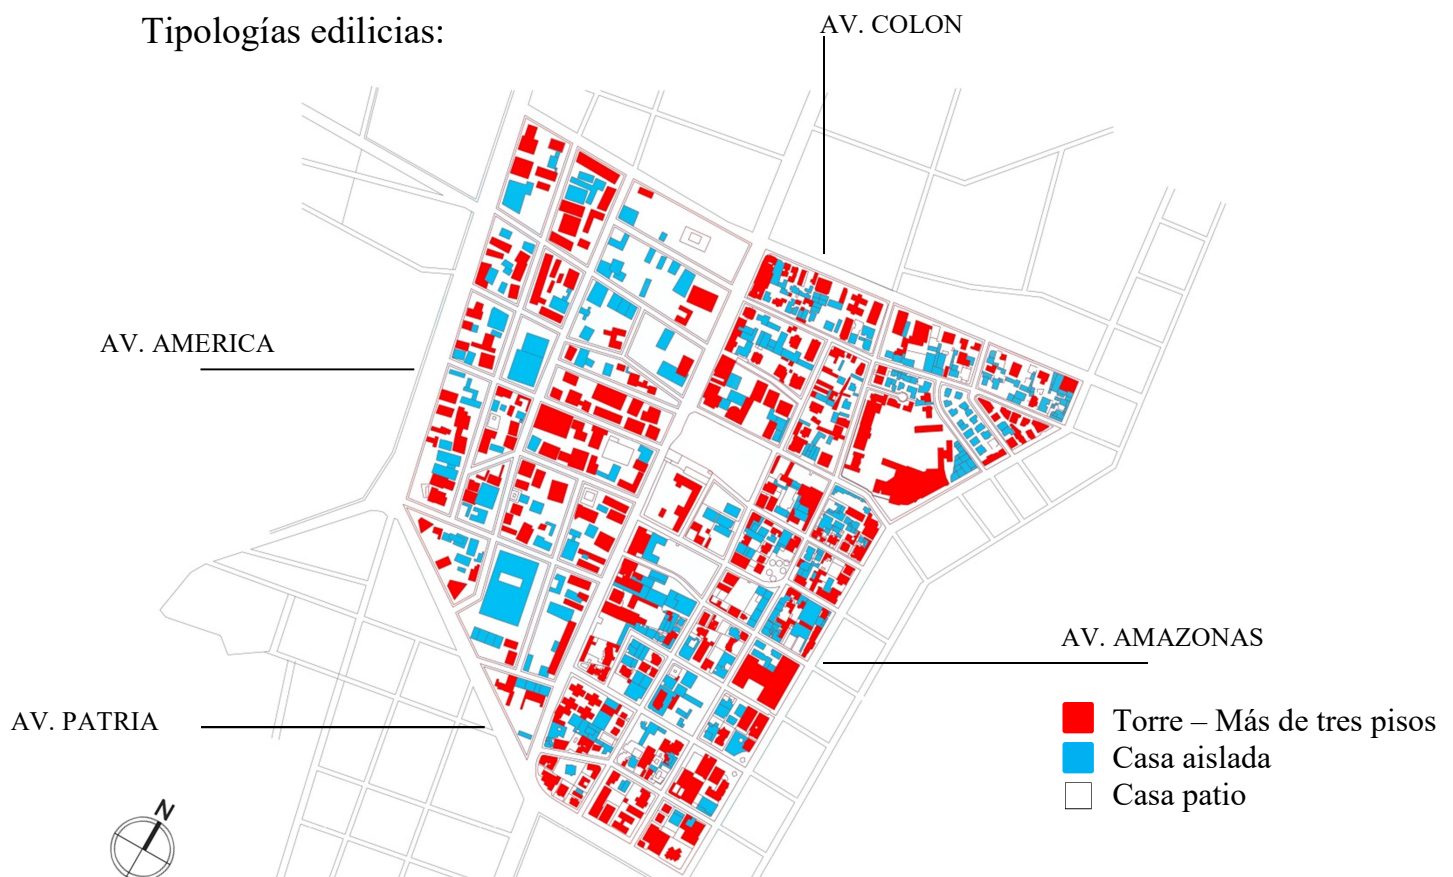 Tipologías edilicias:
AV. COLON
AV. AMERICA
AV. AMAZONAS
AV. PATRIA
Torre – Más de tres pisos
Casa aislada
Casa patio
N